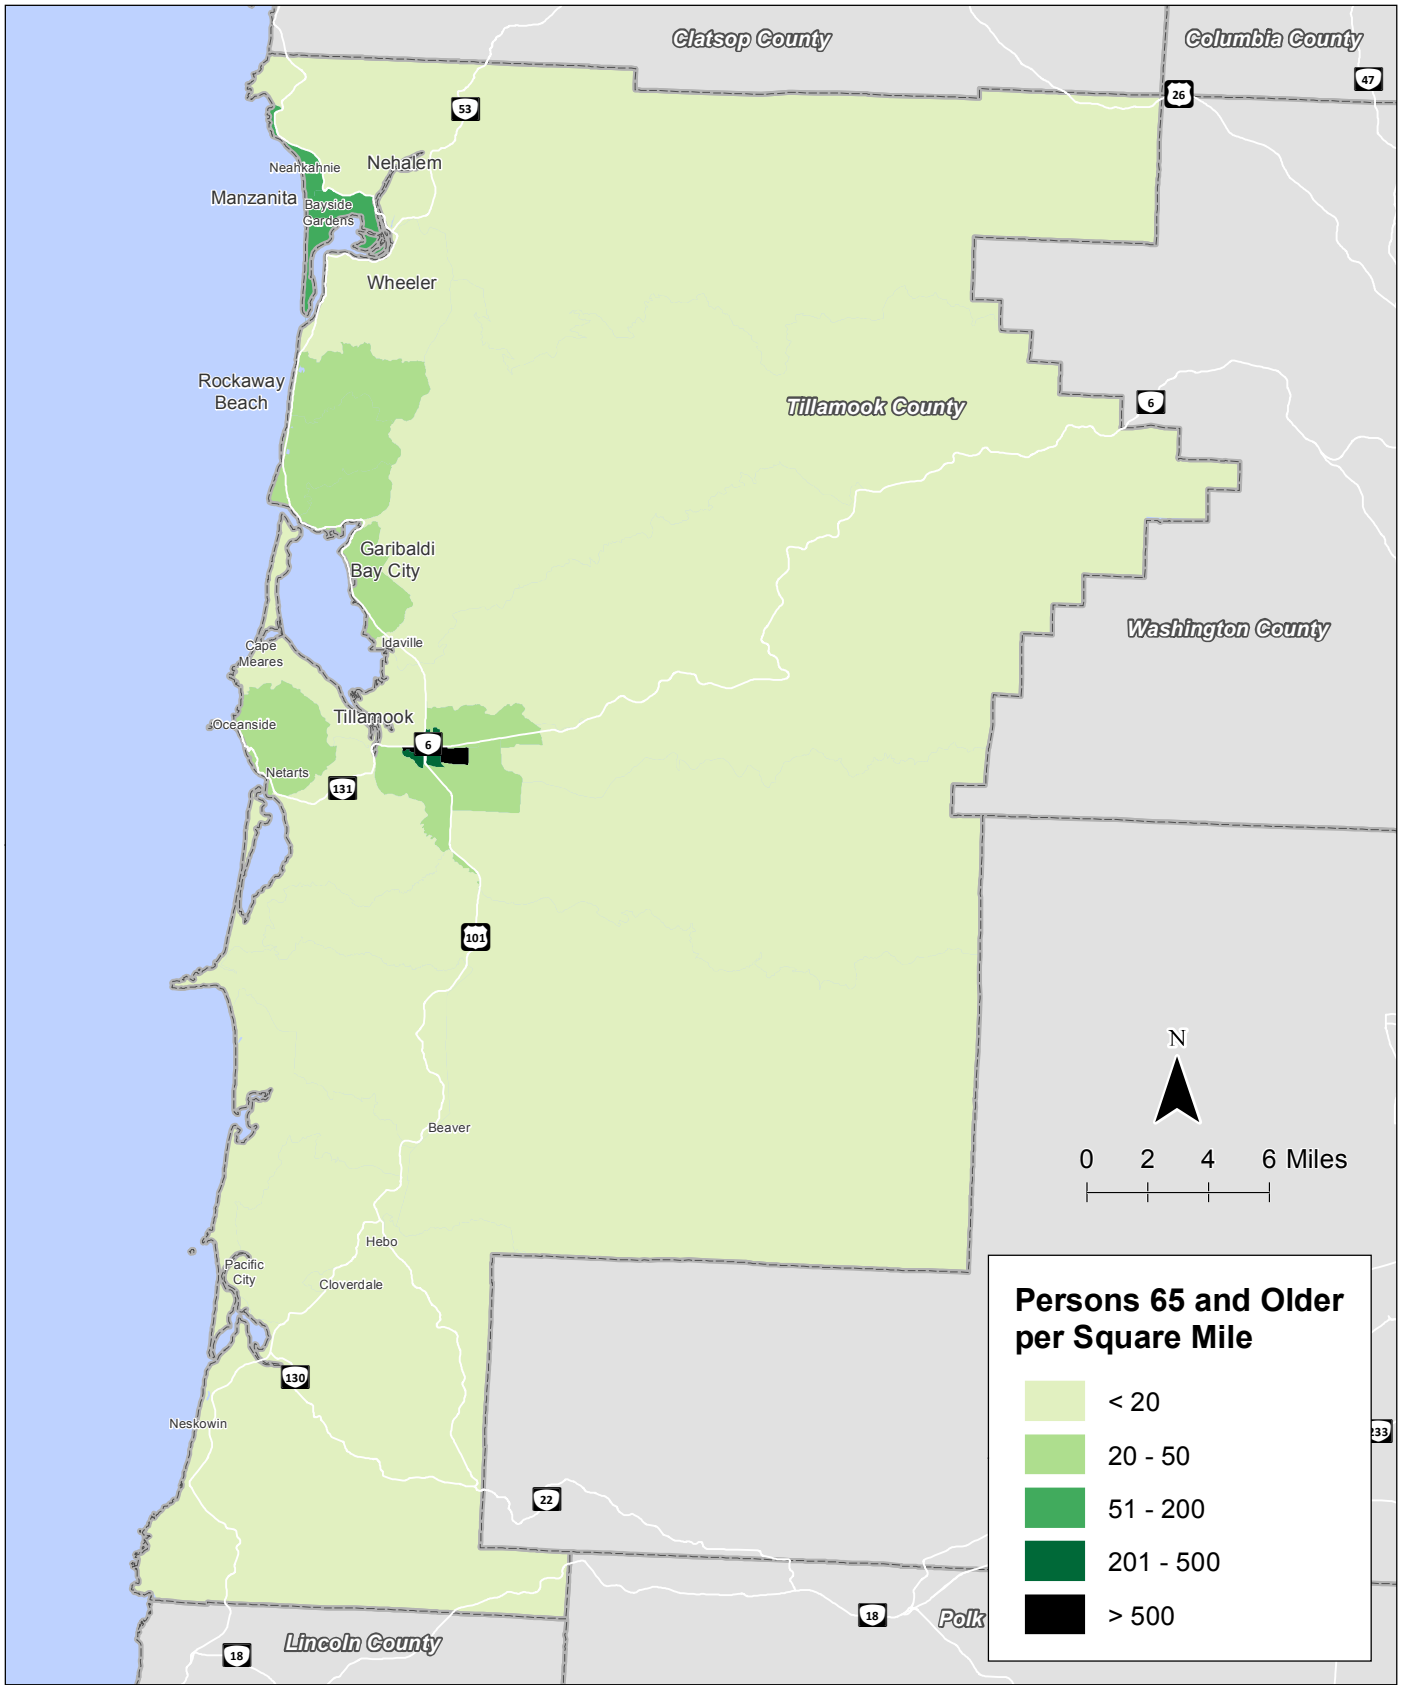 Clatsop County
Columbia County
47
26
53
Neahkahnie
Nehalem
Manzanita
Bayside
Gardens
Wheeler
Rockaway
Beach
Tillamook County
6
Garibaldi
Bay City
Washington County
Idaville
Cape
Meares
Oceanside
Tillamook
6
Netarts
131
101
N
Beaver
0 2 4 6 Miles
Hebo
Pacific
City
Cloverdale
130
Neskowin
22
Persons 65 and Older
per Square Mile
< 20
20 - 50
233
51 - 200
201 - 500
> 500
18
Polk
Lincoln County
18